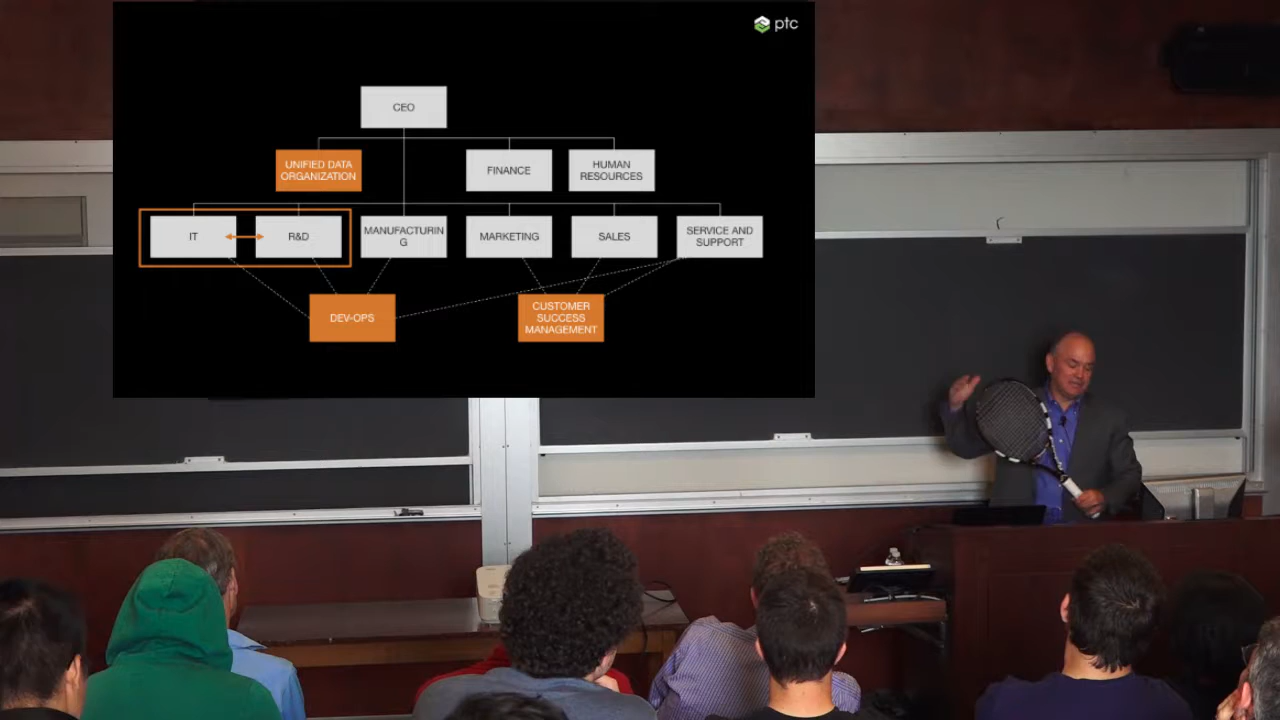 ptc
CEO
UNIFIED DATA
ORGANIZATION
FINANCE
HUMAN
RESOURCES
IT
R&D
MANUFACTURIN
G
MARKETING
SALES
SERVICE AND
SUPPORT
DEV-OPS
CUSTOMER
SUCCESS
MANAGEMENT